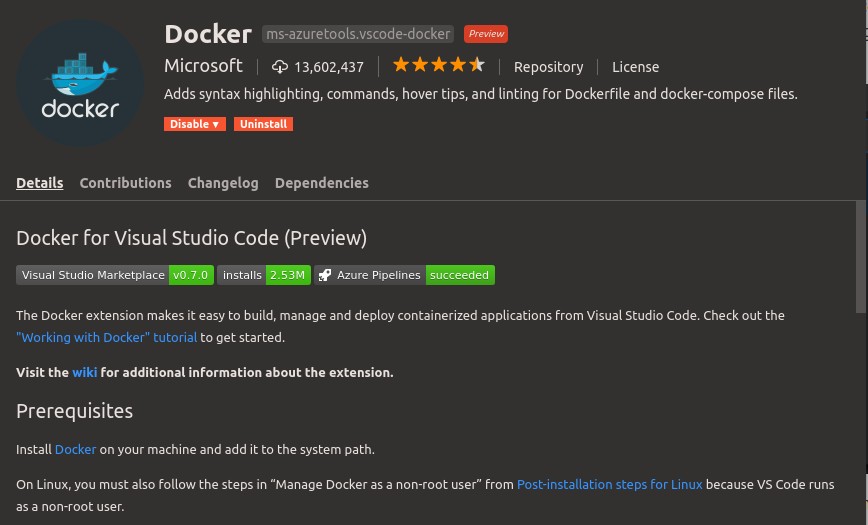 Docker ms-azuretools.vscode-docker Preview
Microsoft 13,602,437 Repository License
Adds syntax highlighting, commands, hover tips, and linting for Dockerfile and docker-compose files.
docker
Disable ▾ Uninstall
Details Contributions Changelog Dependencies
Docker for Visual Studio Code (Preview)
Visual Studio Marketplace v0.7.0 installs 2.53M Azure Pipelines succeeded
The Docker extension makes it easy to build, manage and deploy containerized applications from Visual Studio Code. Check out the
"Working with Docker" tutorial to get started.
Visit the wiki for additional information about the extension.
Prerequisites
Install Docker on your machine and add it to the system path.
On Linux, you must also follow the steps in “Manage Docker as a non-root user” from Post-installation steps for Linux because VS Code runs
as a non-root user.